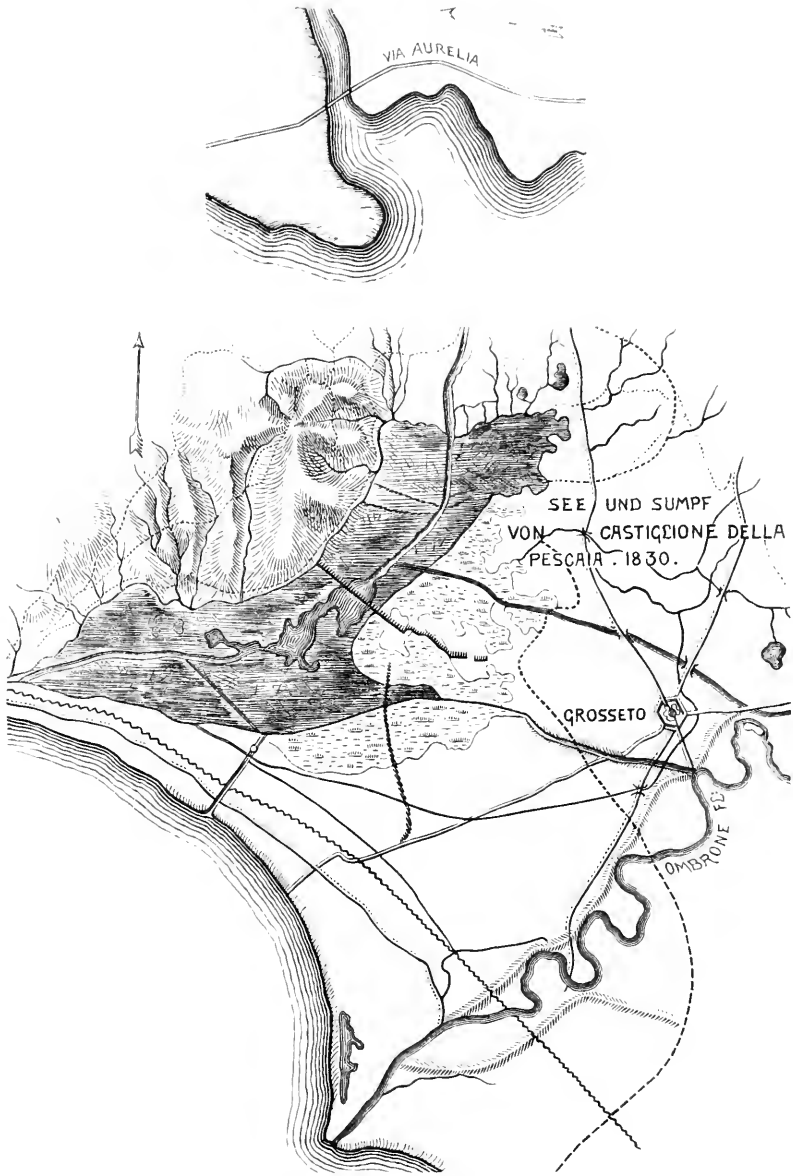 VIA AURELIA
SEE UND SUMPF
VON CASTIGLIONE DELLA
PESCAIA . 1830.
GROSSETO
OMBRONE FL: